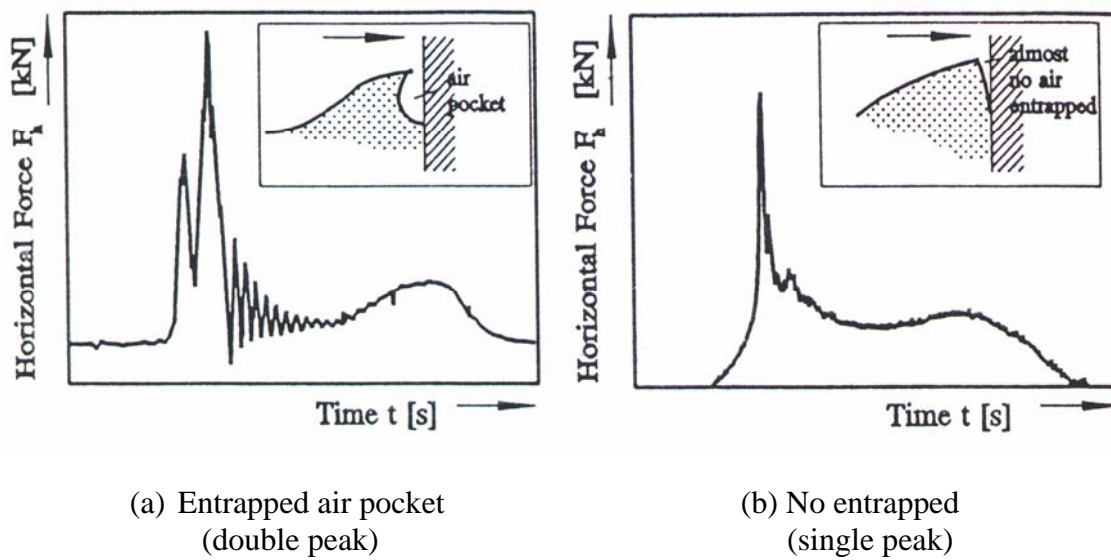 Horizontal Force F_h [kN]
air
pocket
Time t [s]
Horizontal Force F_h [kN]
almost
no air
entrapped
Time t [s]
(a) Entrapped air pocket
(double peak)
(b) No entrapped
(single peak)